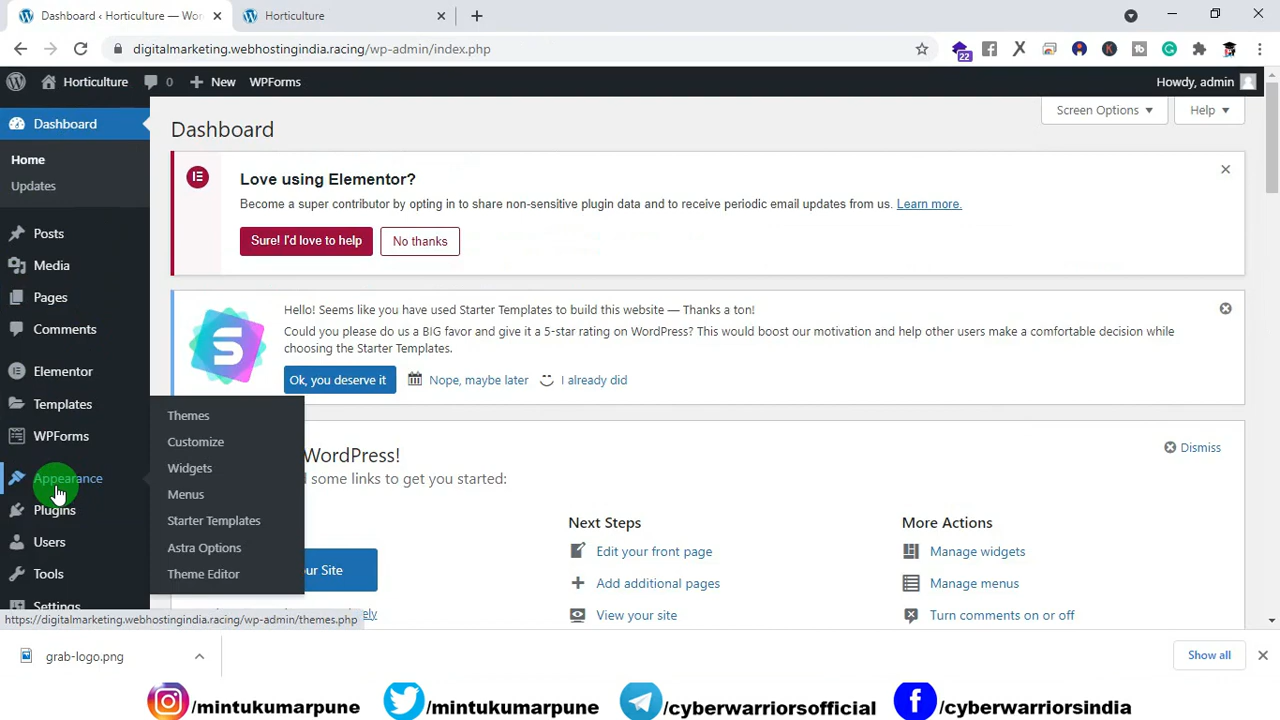 Dashboard ‹ Horticulture — Wor
Horticulture
digitalmarketing.webhostingindia.racing/wp-admin/index.php
22
Horticulture
0
New
WPForms
Howdy, admin
Dashboard
Home
Updates
Posts
Media
Pages
Comments
Elementor
Templates
WPForms
Appearance
Plugins
Users
Tools
Settings
Themes
Customize
Widgets
Menus
Starter Templates
Astra Options
Theme Editor
Dashboard
Screen Options
Help
Love using Elementor?
Become a super contributor by opting in to share non-sensitive plugin data and to receive periodic email updates from us. Learn more.
Sure! I'd love to help
No thanks
Hello! Seems like you have used Starter Templates to build this website — Thanks a ton!
Could you please do us a BIG favor and give it a 5-star rating on WordPress? This would boost our motivation and help other users make a comfortable decision while
choosing the Starter Templates.
Ok, you deserve it
Nope, maybe later
I already did
WordPress!
Dismiss
some links to get you started:
Next Steps
More Actions
our Site
Edit your front page
Add additional pages
View your site
Manage widgets
Manage menus
Turn comments on or off
https://digitalmarketing.webhostingindia.racing/wp-admin/themes.php
grab-logo.png
Show all
/mintukumarpune
/mintukumarpune
/cyberwarriorsofficial
/cyberwarriorsindia